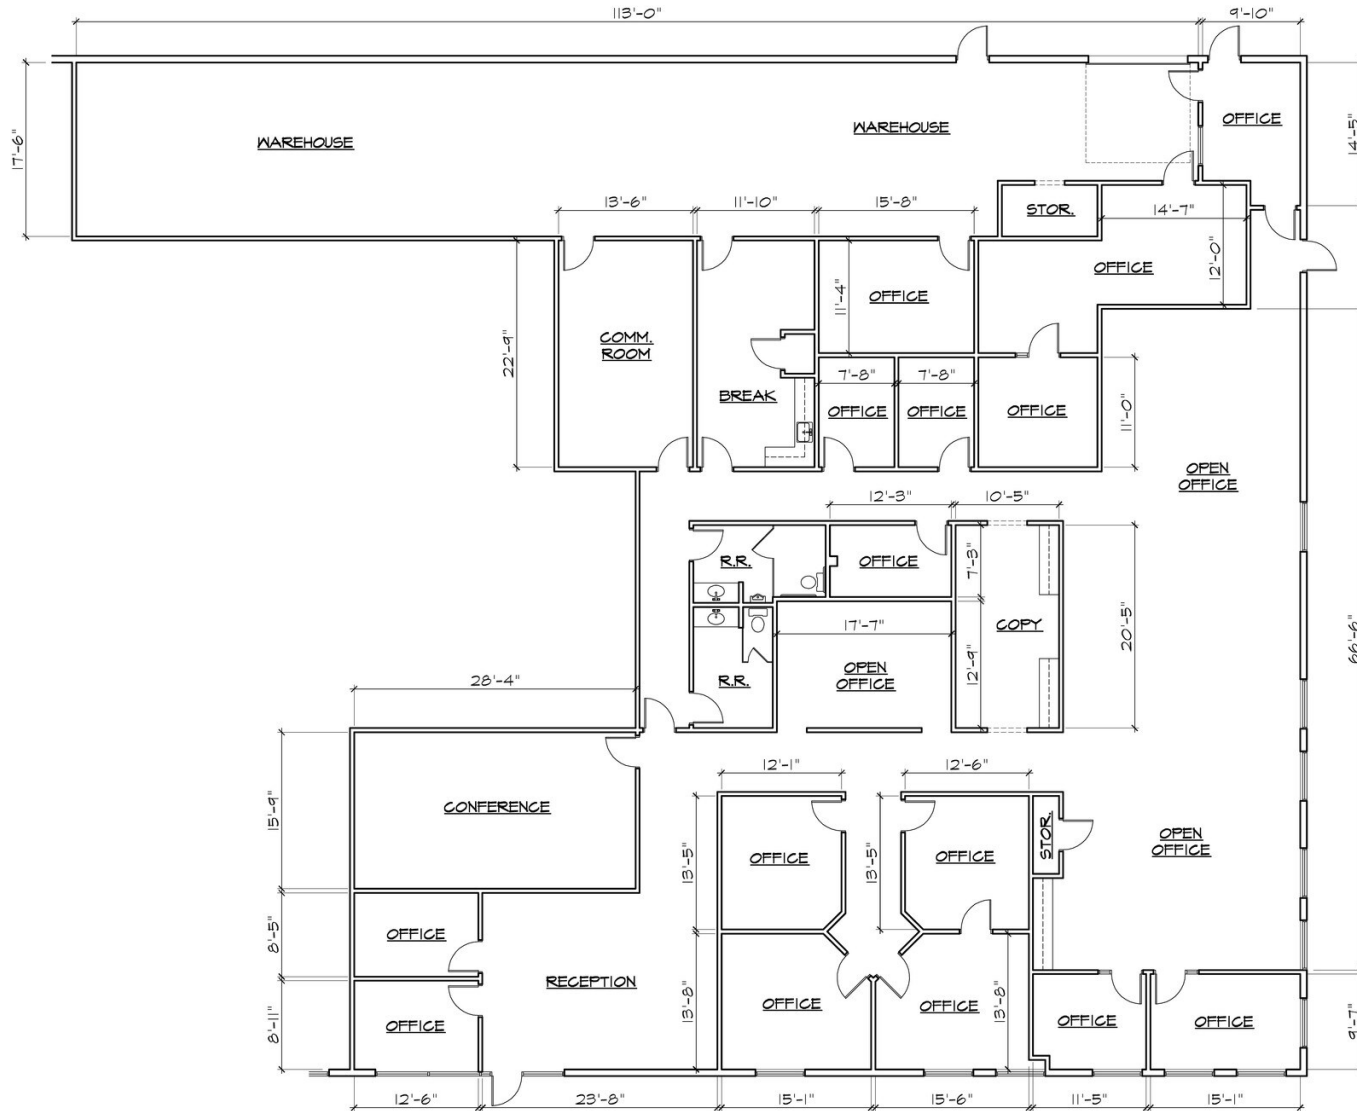 113'-0"
9'-10"
17'-6"
WAREHOUSE
WAREHOUSE
OFFICE
14'-5"
13'-6"
11'-10"
15'-8"
STOR.
14'-7"
12'-0"
OFFICE
OFFICE
11'-4"
22'-9"
COMM.
ROOM
BREAK
7'-8"
7'-8"
OFFICE
OFFICE
OFFICE
11'-0"
OPEN
OFFICE
12'-3"
10'-5"
R.R.
OFFICE
7'-3"
COPY
20'-5"
66'-6"
17'-7"
12'-9"
OPEN
OFFICE
R.R.
28'-4"
12'-1"
12'-6"
15'-9"
CONFERENCE
13'-5"
OFFICE
13'-5"
OFFICE
STOR.
OPEN
OFFICE
8'-5"
OFFICE
RECEPTION
13'-8"
OFFICE
OFFICE
13'-8"
OFFICE
OFFICE
9'-7"
8'-11"
OFFICE
12'-6"
23'-8"
15'-1"
15'-6"
11'-5"
15'-1"